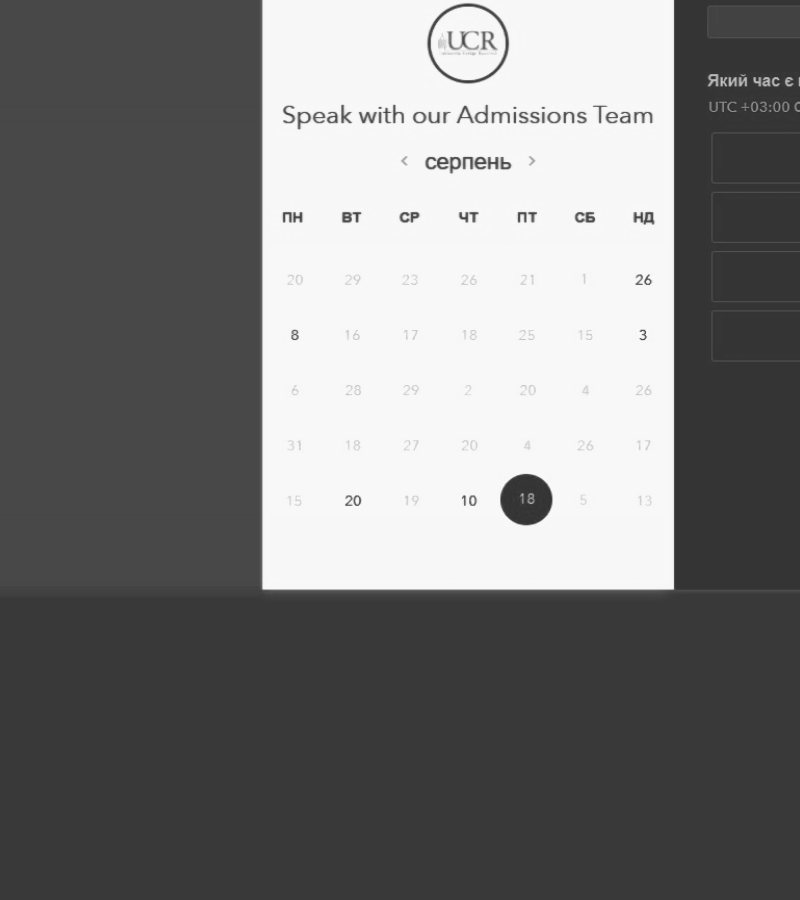 UCR
Speak with our Admissions Team
серпень
ПН ВТ СР ЧТ ПТ СБ НД
20 29 23 26 21 1 26
8 16 17 18 25 15 3
6 28 29 2 20 4 26
31 18 27 20 4 26 17
15 20 19 10 18 5 13
Який час є
UTC +03:00